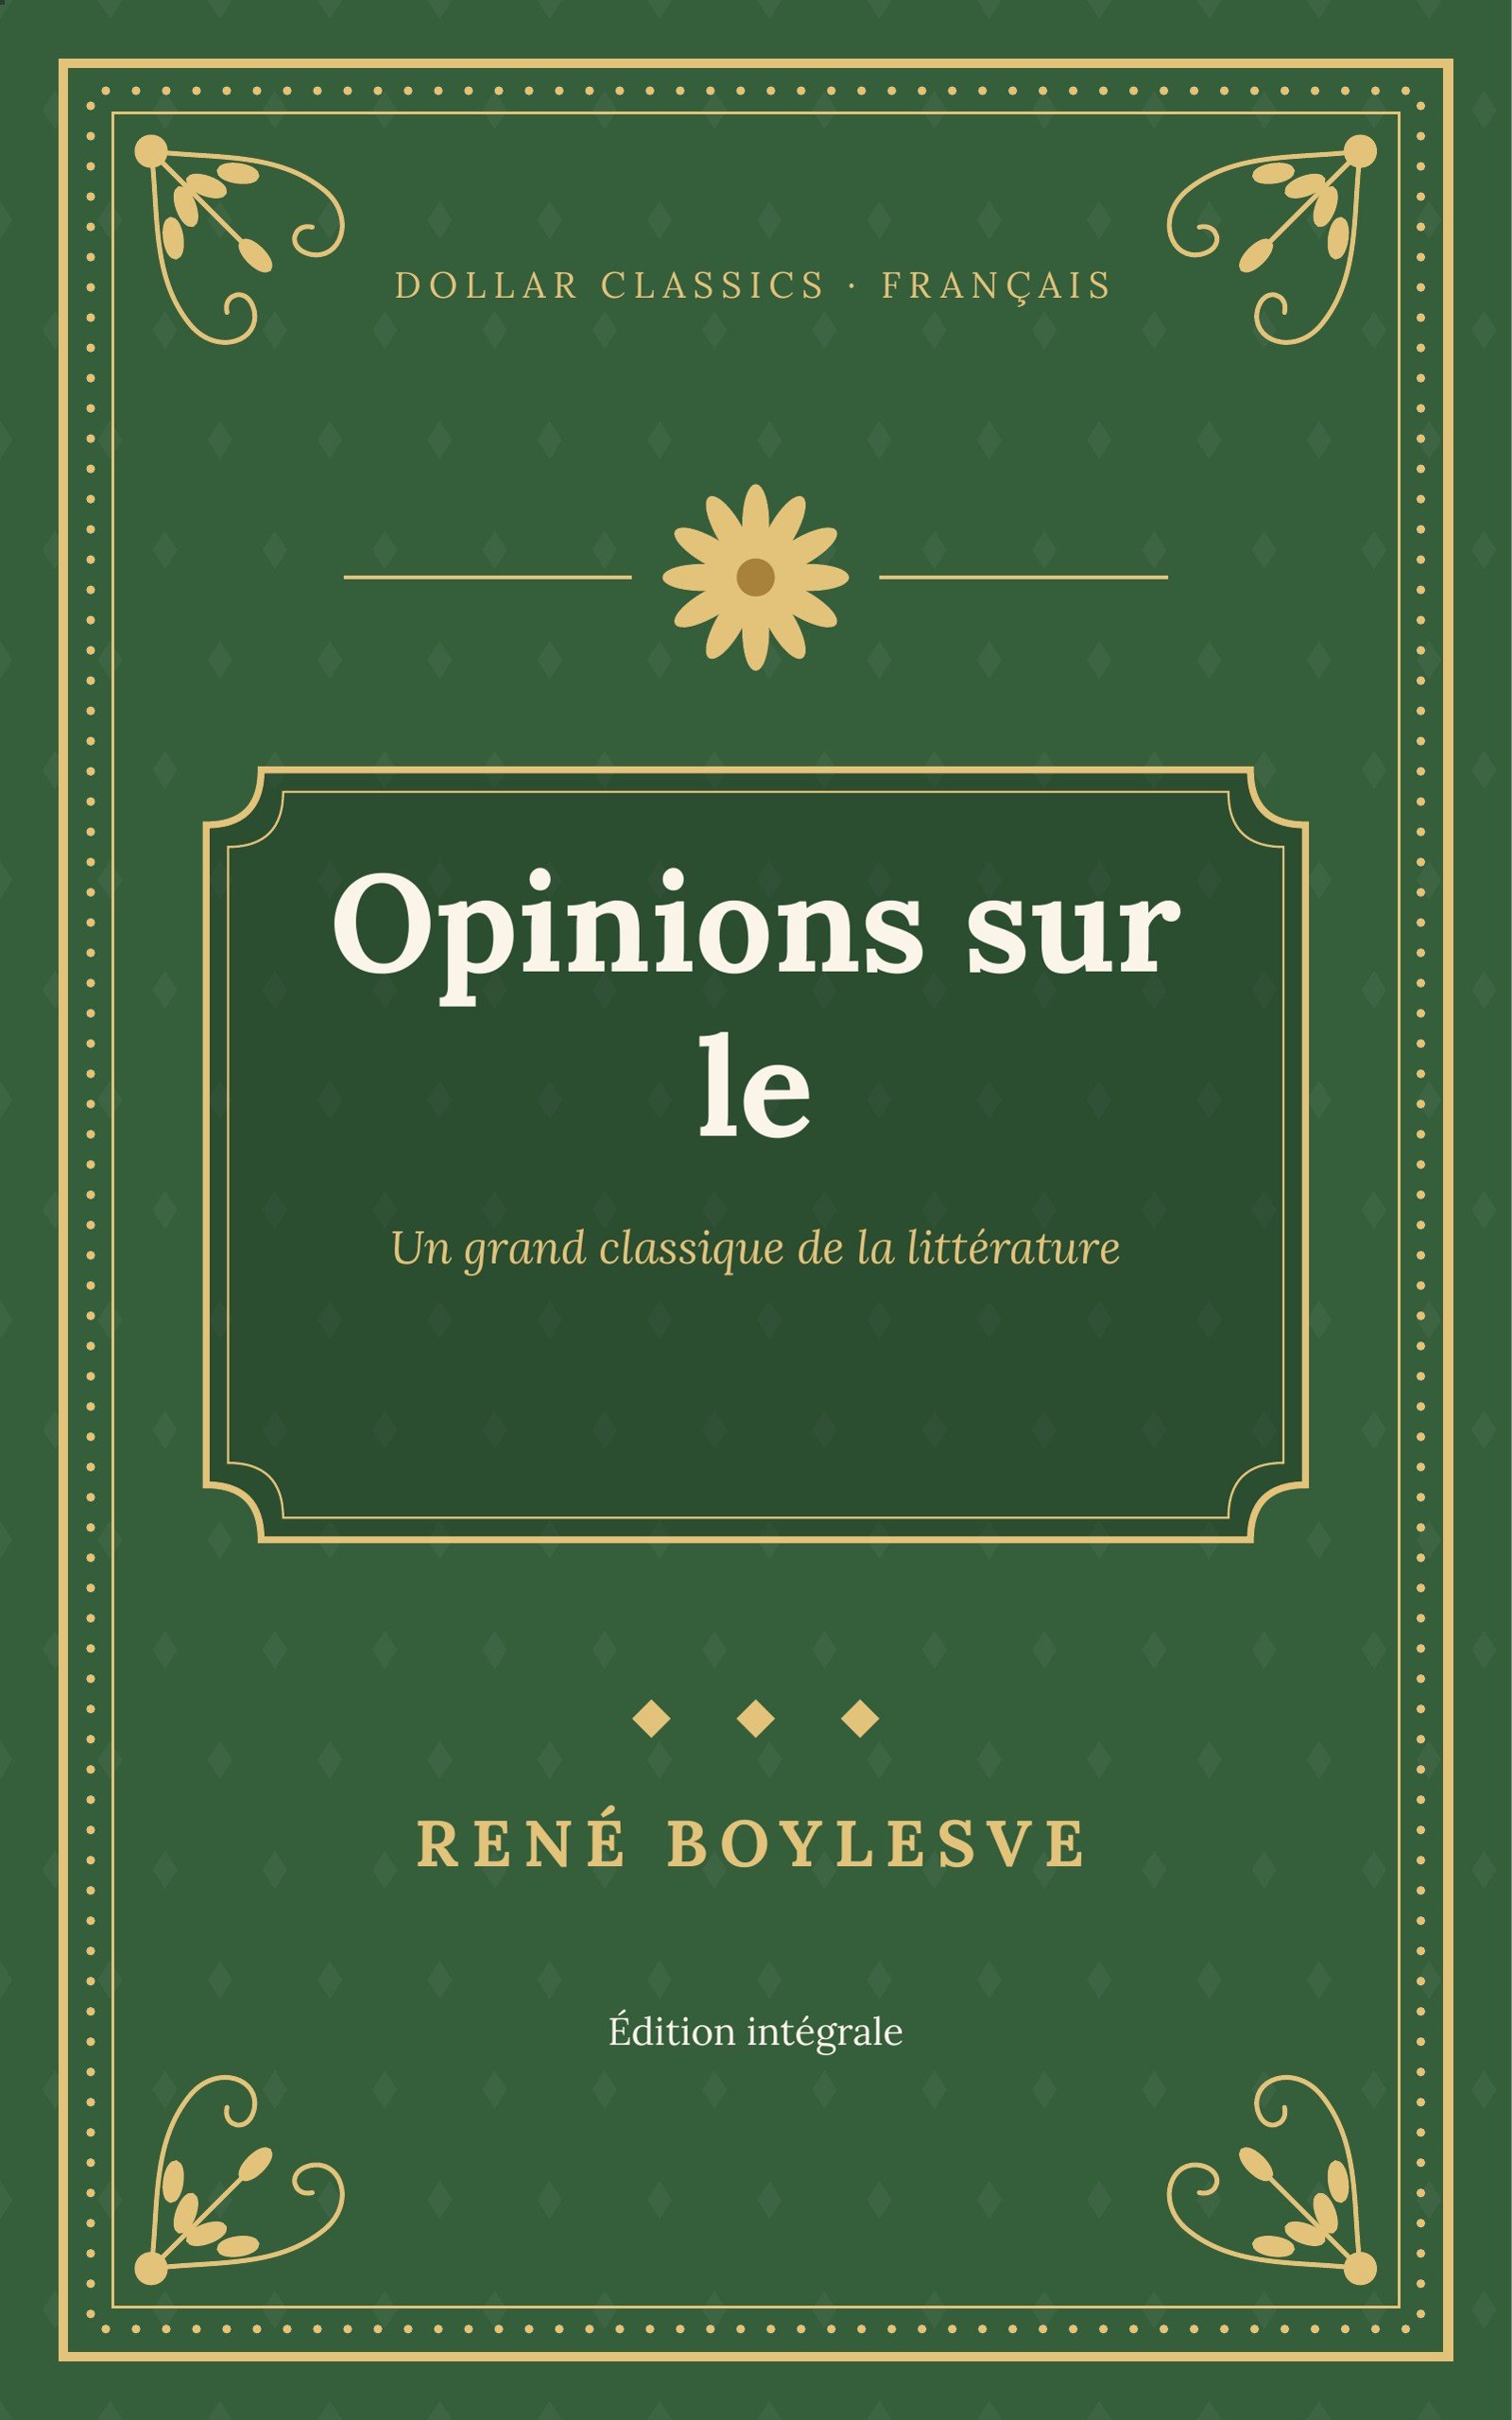 DOLLAR CLASSICS · FRANÇAIS
Opinions sur
le
Un grand classique de la littérature
RENÉ BOYLESVE
Édition intégrale